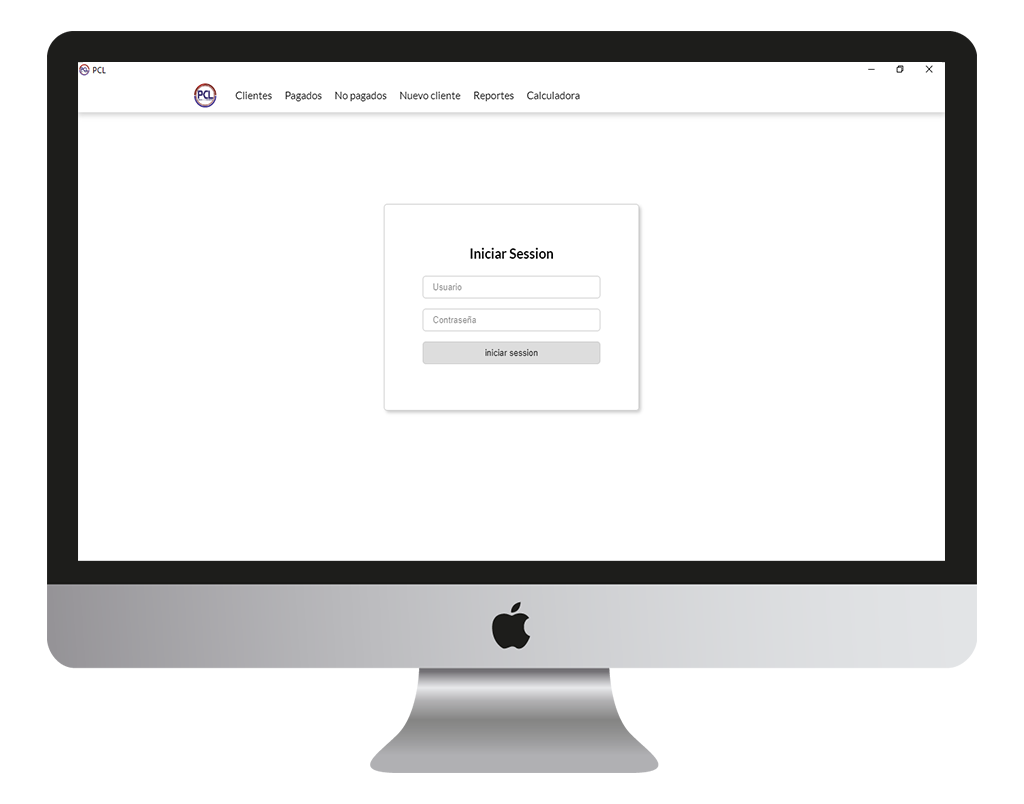 PCL
PCL Clientes Pagados No pagados Nuevo cliente Reportes Calculadora
Iniciar Session
Usuario
Contraseña
iniciar session